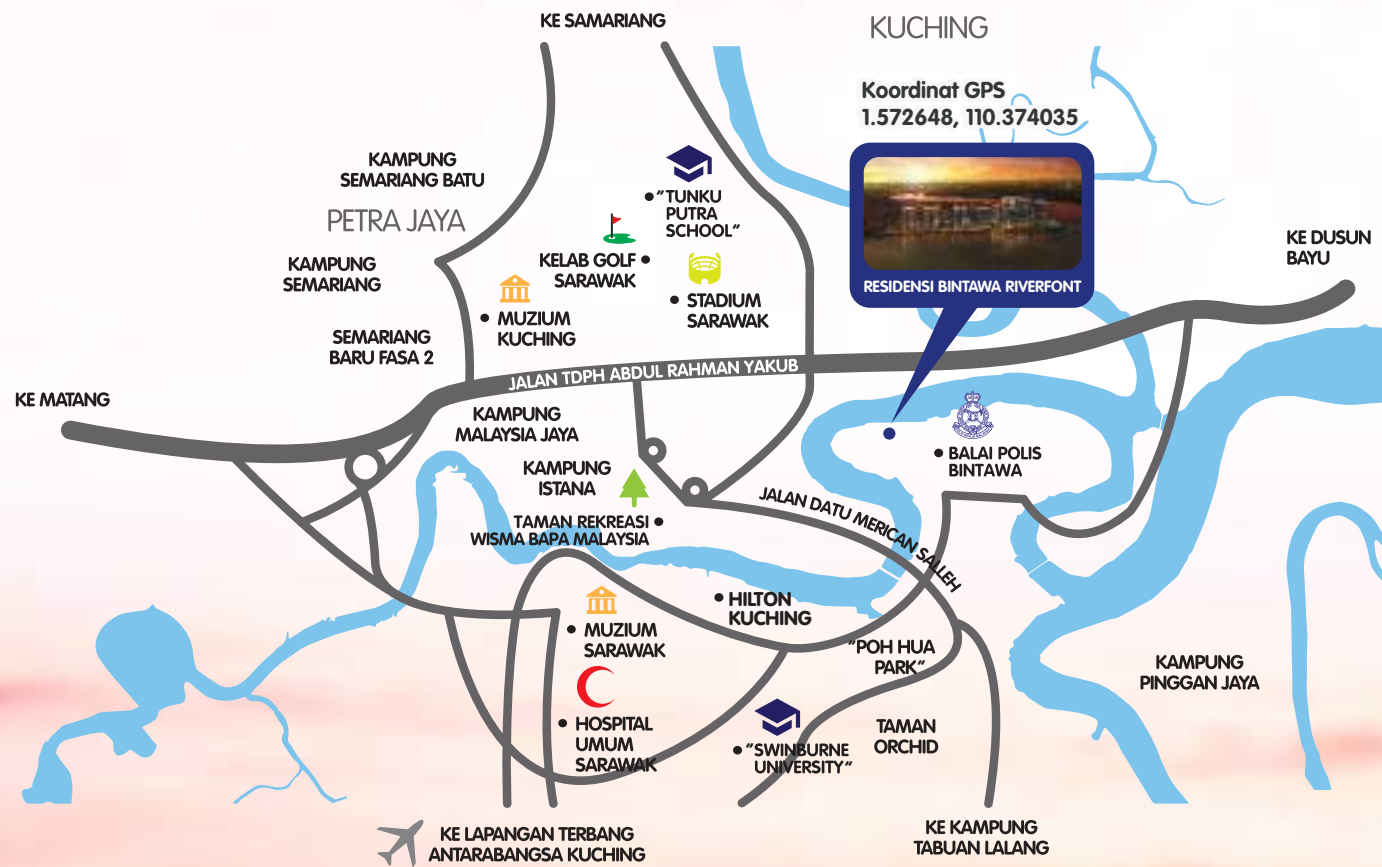 KE SAMARIANG
KUCHING
Koordinat GPS
1.572648, 110.374035
KAMPUNG
SEMARIANG BATU
PETRA JAYA
"TUNKU
PUTRA
SCHOOL"
RESIDENSI BINTAWA RIVERFONT
KE DUSUN
BAYU
KAMPUNG
SEMARIANG
KELAB GOLF
SARAWAK
STADIUM
SARAWAK
MUZIUM
KUCHING
SEMARIANG
BARU FASA 2
JALAN TDPH ABDUL RAHMAN YAKUB
KE MATANG
KAMPUNG
MALAYSIA JAYA
KAMPUNG
ISTANA
BALAI POLIS
BINTAWA
JALAN DATU MERICAN SALLEH
TAMAN REKREASI
WISMA BAPA MALAYSIA
HILTON
KUCHING
MUZIUM
SARAWAK
"POH HUA
PARK"
KAMPUNG
PINGGAN JAYA
HOSPITAL
UMUM
SARAWAK
"SWINBURNE
UNIVERSITY"
TAMAN
ORCHID
KE LAPANGAN TERBANG
ANTARABANGSA KUCHING
KE KAMPUNG
TABUAN LALANG